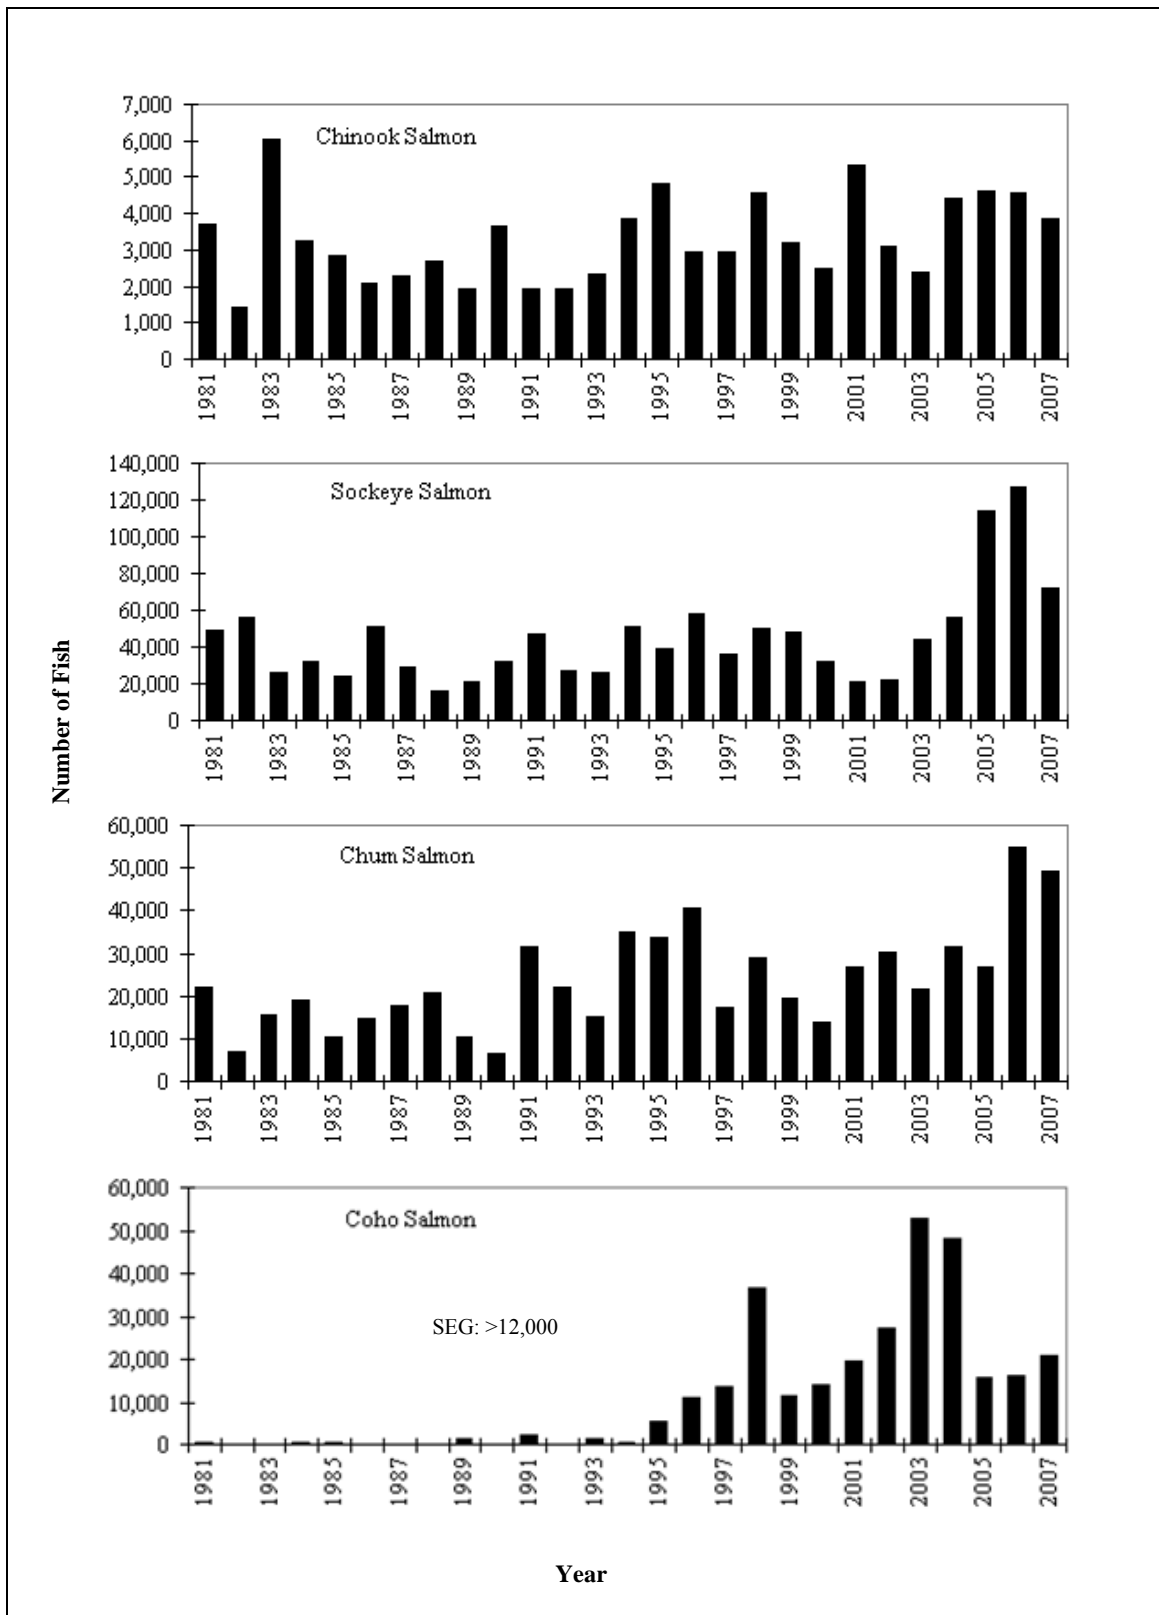 7,000
6,000
5,000
4,000
3,000
2,000
1,000
0
Chinook Salmon
1981 1983 1985 1987 1989 1991 1993 1995 1997 1999 2001 2003 2005 2007
140,000
120,000
100,000
80,000
60,000
40,000
20,000
0
Sockeye Salmon
1981 1983 1985 1987 1989 1991 1993 1995 1997 1999 2001 2003 2005 2007
Number of Fish
60,000
50,000
40,000
30,000
20,000
10,000
0
Chum Salmon
1981 1983 1985 1987 1989 1991 1993 1995 1997 1999 2001 2003 2005 2007
60,000
50,000
40,000
30,000
20,000
10,000
0
Coho Salmon
SEG: >12,000
1981 1983 1985 1987 1989 1991 1993 1995 1997 1999 2001 2003 2005 2007
Year